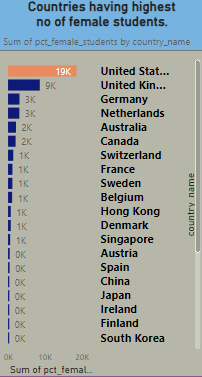 Countries having highest
no of female students.
Sum of pct_female_students by country_name
19K United Stat...
9K United Kin...
3K Germany
3K Netherlands
2K Australia
2K Canada
1K Switzerland
1K France
1K Sweden
1K Belgium
1K Hong Kong
1K Denmark
1K Singapore
0K Austria
0K Spain
0K China
0K Japan
0K Ireland
0K Finland
0K South Korea
country_name
0K 10K 20K
Sum of pct_femal...